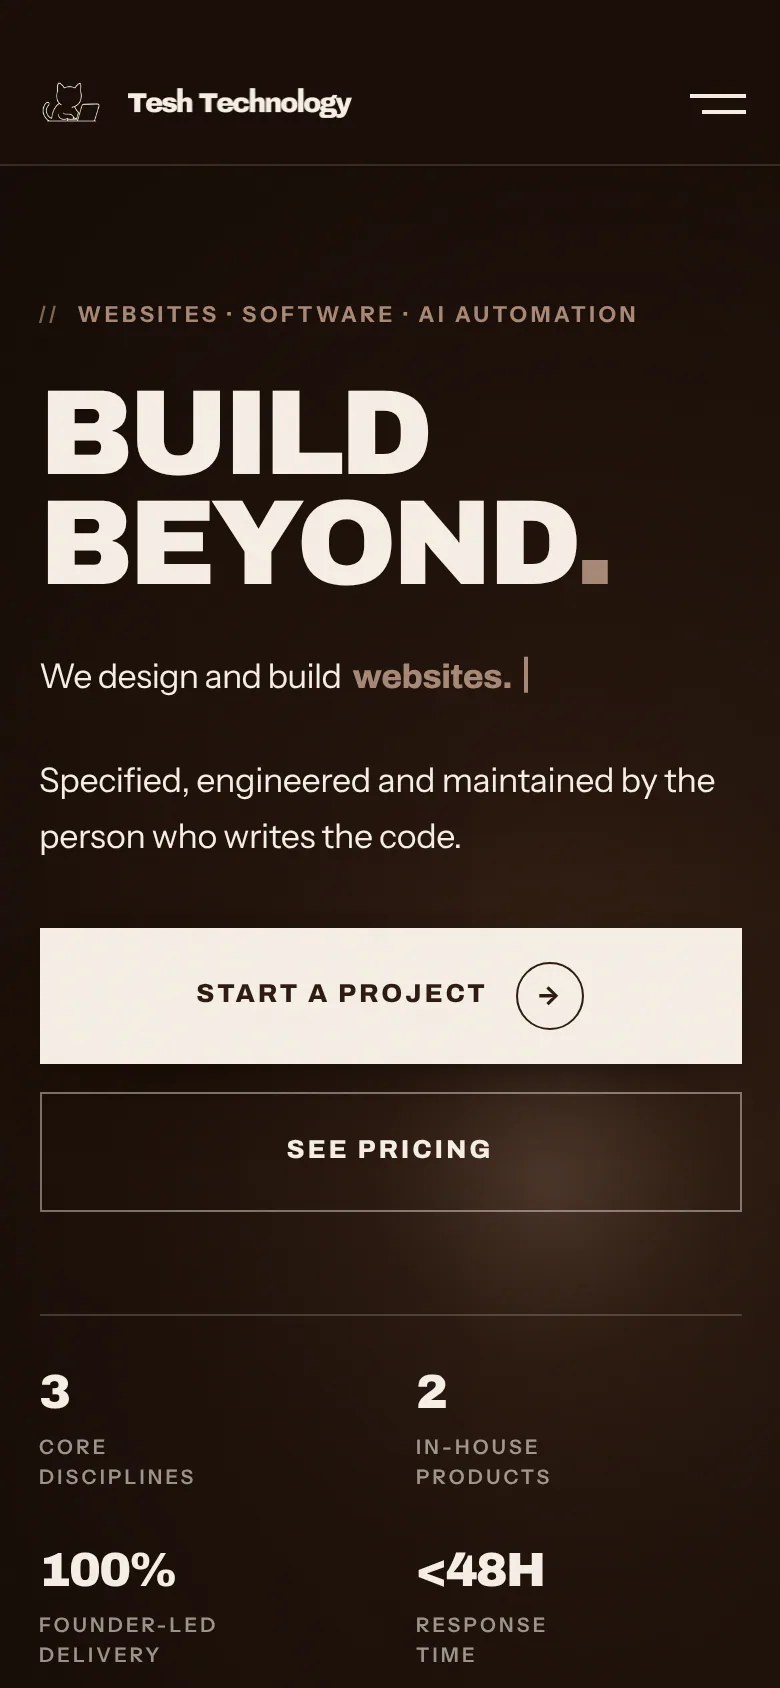 Tesh Technology
// WEBSITES · SOFTWARE · AI AUTOMATION
BUILD
BEYOND.
We design and build websites.
Specified, engineered and maintained by the
person who writes the code.
START A PROJECT →
SEE PRICING
3
CORE
DISCIPLINES
2
IN-HOUSE
PRODUCTS
100%
FOUNDER-LED
DELIVERY
<48H
RESPONSE
TIME